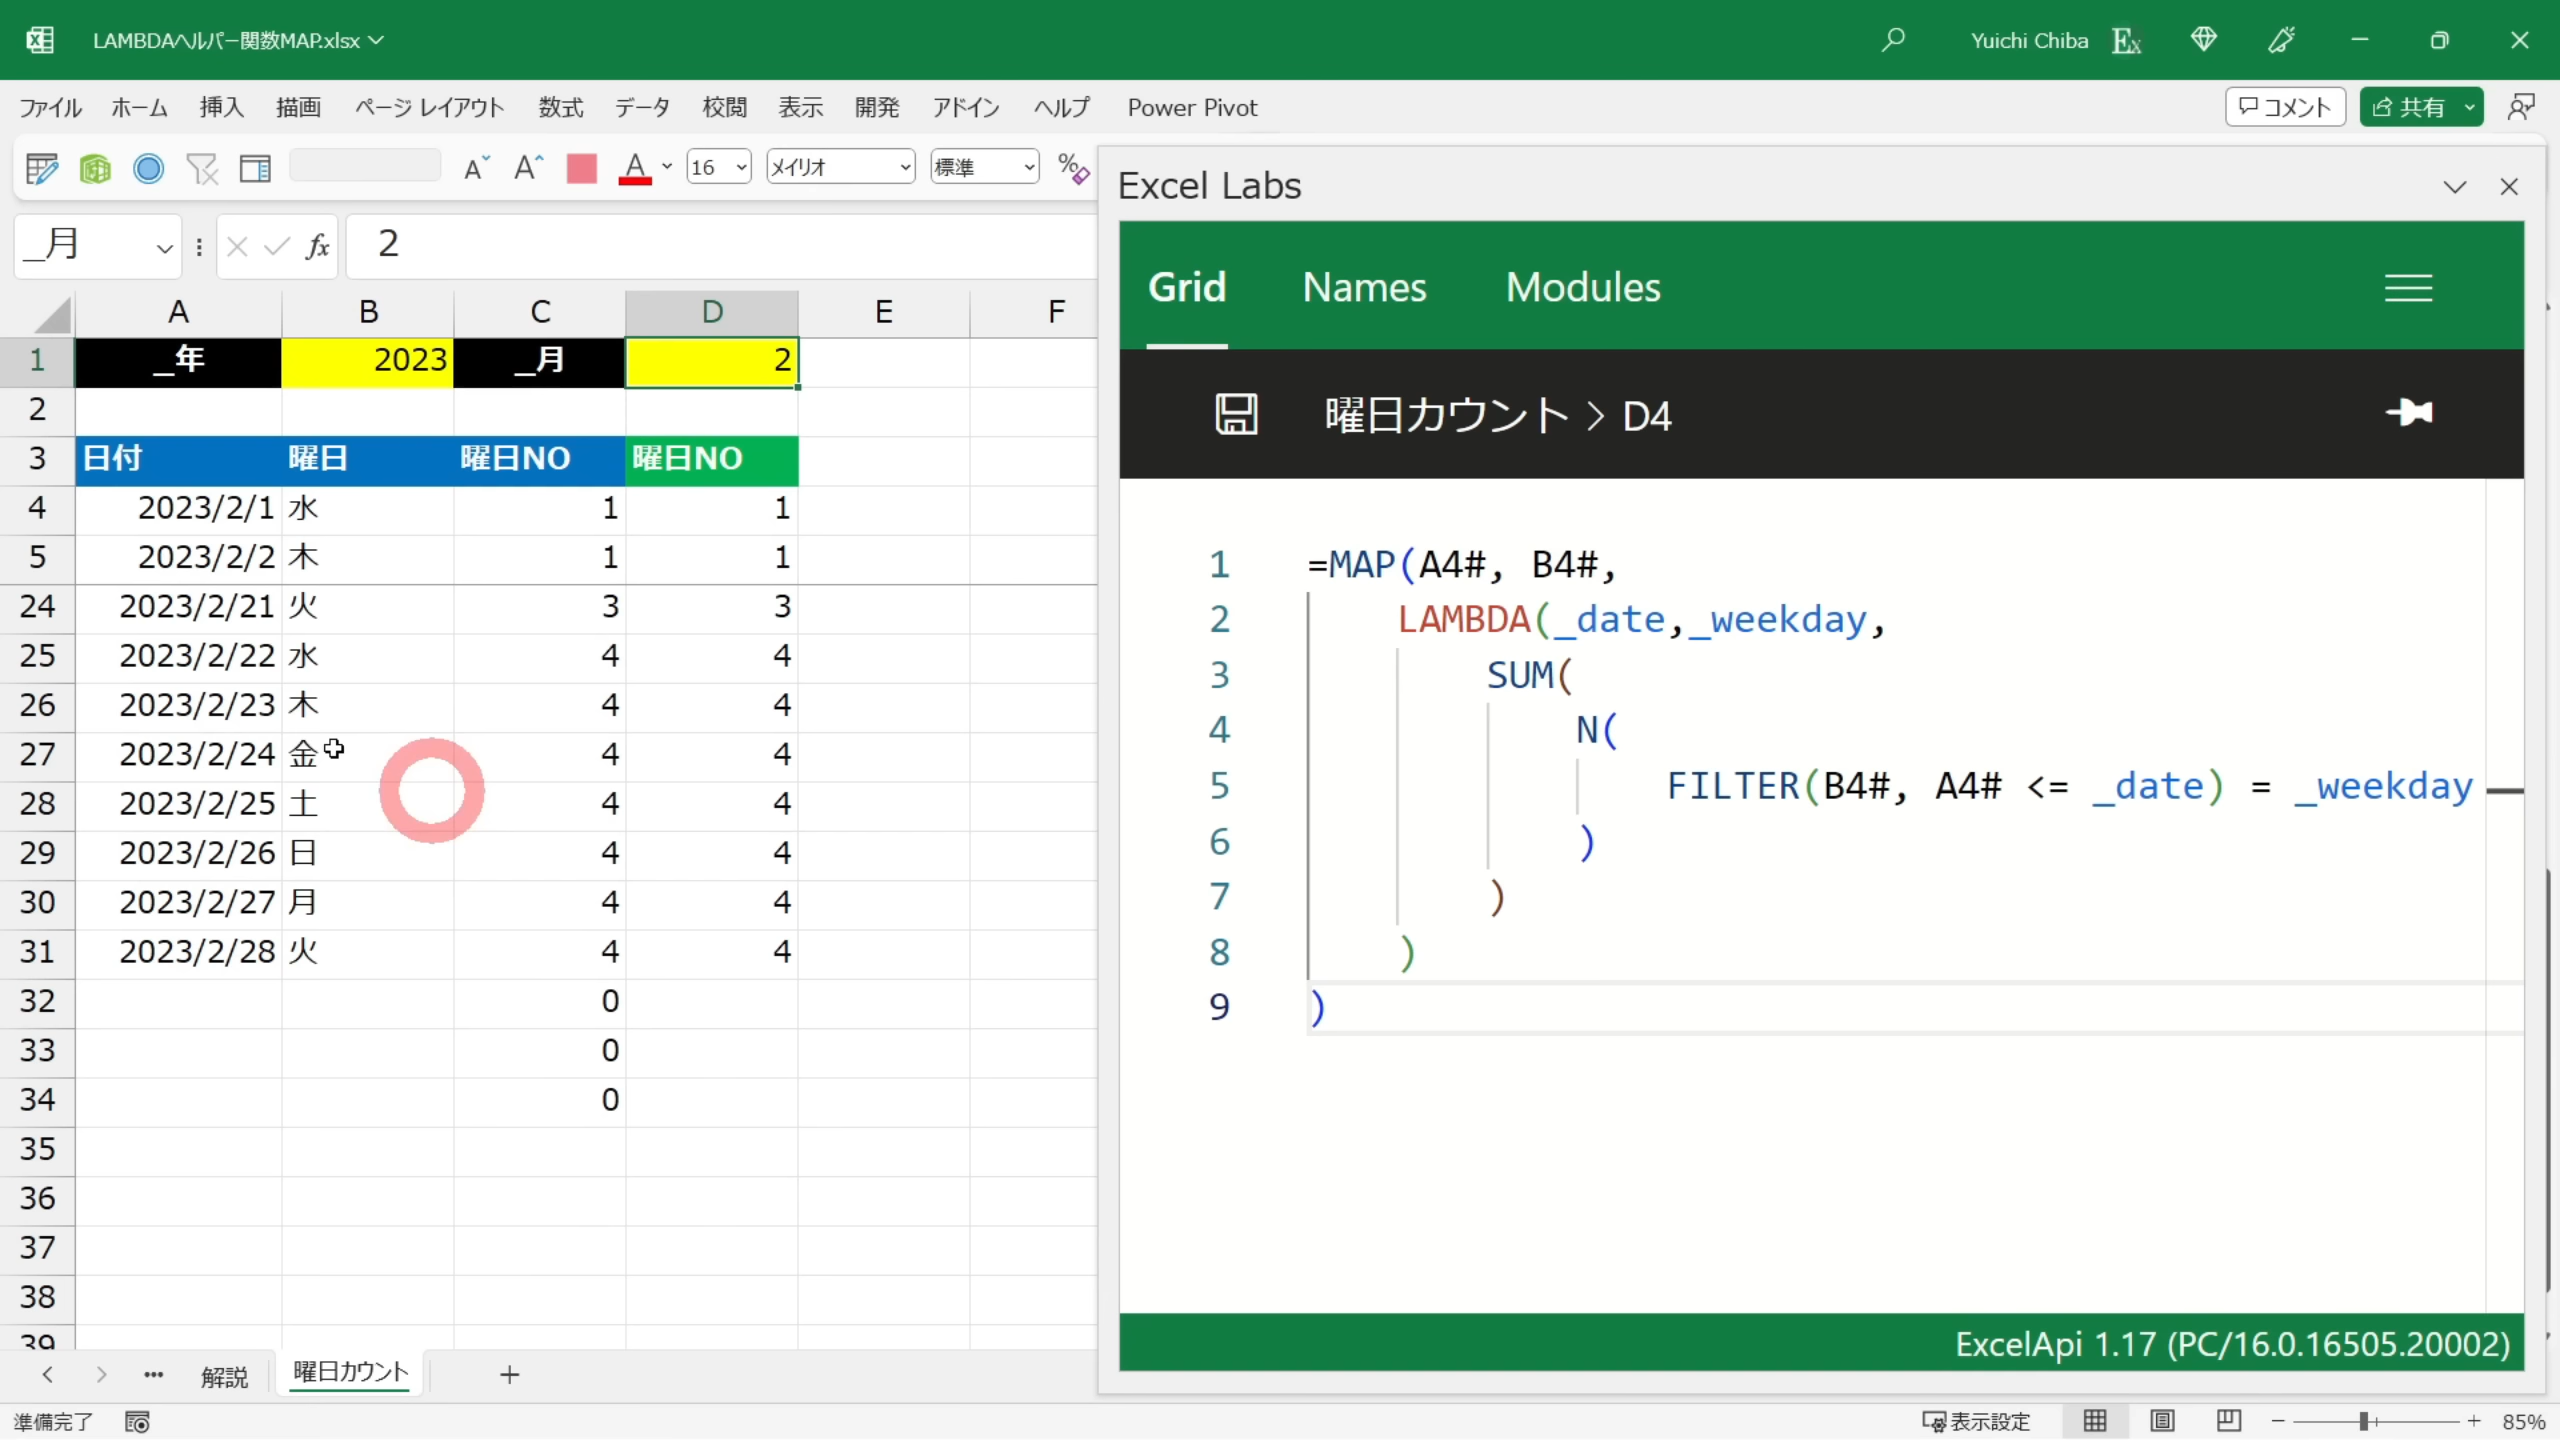 LAMBDAヘルパー関数MAP.xlsx
Yuichi Chiba
ファイル ホーム 挿入 描画 ページ レイアウト 数式 データ 校閲 表示 開発 アドイン ヘルプ Power Pivot コメント 共有
16 メイリオ 標準
_月 fx 2
A B C D E F
1 _年 2023 _月 2
2
3 日付 曜日 曜日NO 曜日NO
4 2023/2/1 水 1 1
5 2023/2/2 木 1 1
24 2023/2/21 火 3 3
25 2023/2/22 水 4 4
26 2023/2/23 木 4 4
27 2023/2/24 金 4 4
28 2023/2/25 土 4 4
29 2023/2/26 日 4 4
30 2023/2/27 月 4 4
31 2023/2/28 火 4 4
32 0
33 0
34 0
35
36
37
38
39
Excel Labs
Grid Names Modules
曜日カウント > D4
1 =MAP(A4#, B4#,
2 LAMBDA(_date,_weekday,
3 SUM(
4 N(
5 FILTER(B4#, A4# <= _date) = _weekday
6 )
7 )
8 )
9 )
ExcelApi 1.17 (PC/16.0.16505.20002)
解説 曜日カウント
準備完了 表示設定 85%